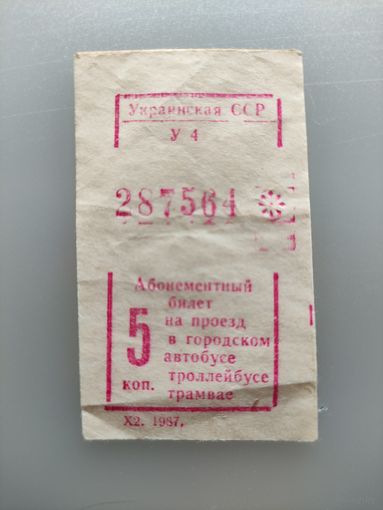 Украинская ССР
У 4
287564
Абонементный
билет
на проезд
в городском
5 автобусе
коп. троллейбусе
трамвае
Х2. 1987.